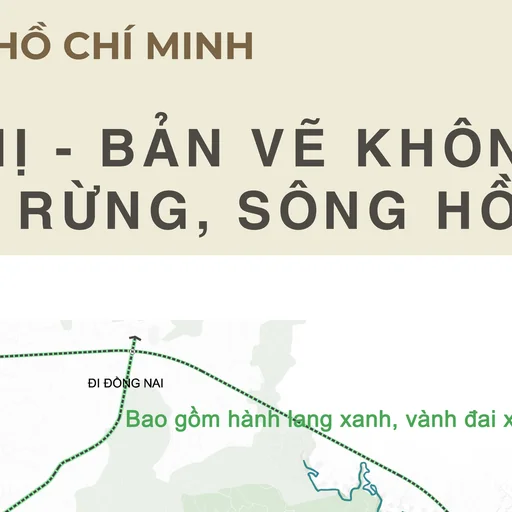 HỒ CHÍ MINH
HỊ - BẢN VẼ KHÔN
RỪNG, SÔNG HỒ
ĐI ĐỒNG NAI
Bao gồm hành lang xanh, vành đai x